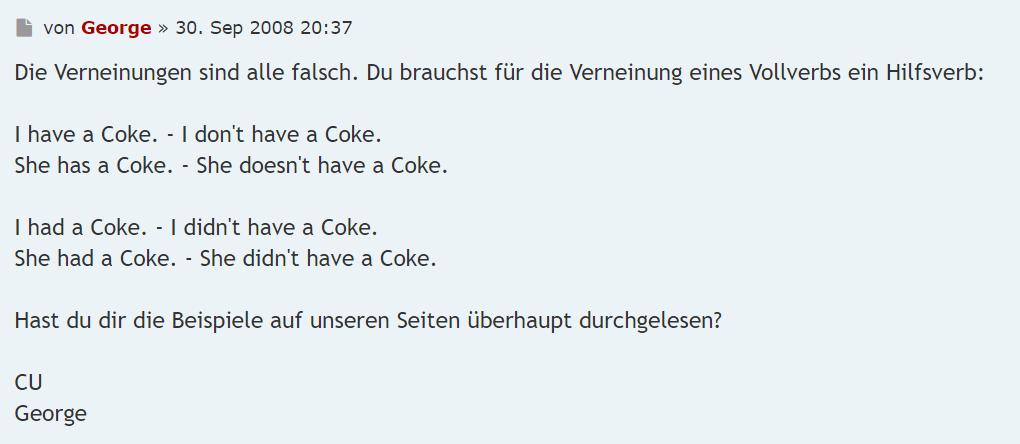 von George » 30. Sep 2008 20:37
Die Verneinungen sind alle falsch. Du brauchst für die Verneinung eines Vollverbs ein Hilfsverb:
I have a Coke. - I don't have a Coke.
She has a Coke. - She doesn't have a Coke.
I had a Coke. - I didn't have a Coke.
She had a Coke. - She didn't have a Coke.
Hast du dir die Beispiele auf unseren Seiten überhaupt durchgelesen?
CU
George